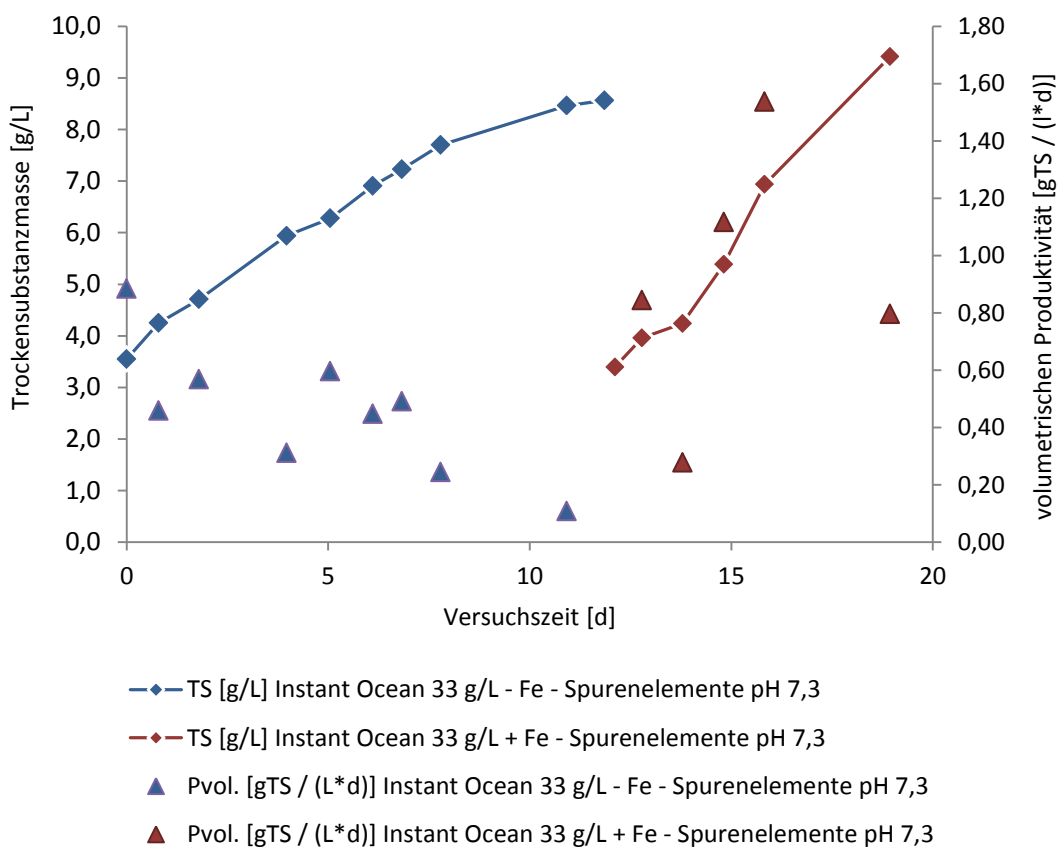 Trockensubstanzmasse [g/L]
10,0
9,0
8,0
7,0
6,0
5,0
4,0
3,0
2,0
1,0
0,0
1,80
1,60
1,40
1,20
1,00
0,80
0,60
0,40
0,20
0,00
volumetrischen Produktivität [gTS / (l*d)]
0 5 10 15 20
Versuchszeit [d]
TS [g/L] Instant Ocean 33 g/L - Fe - Spurenelemente pH 7,3
TS [g/L] Instant Ocean 33 g/L + Fe - Spurenelemente pH 7,3
Pvol. [gTS / (L*d)] Instant Ocean 33 g/L - Fe - Spurenelemente pH 7,3
Pvol. [gTS / (L*d)] Instant Ocean 33 g/L + Fe - Spurenelemente pH 7,3